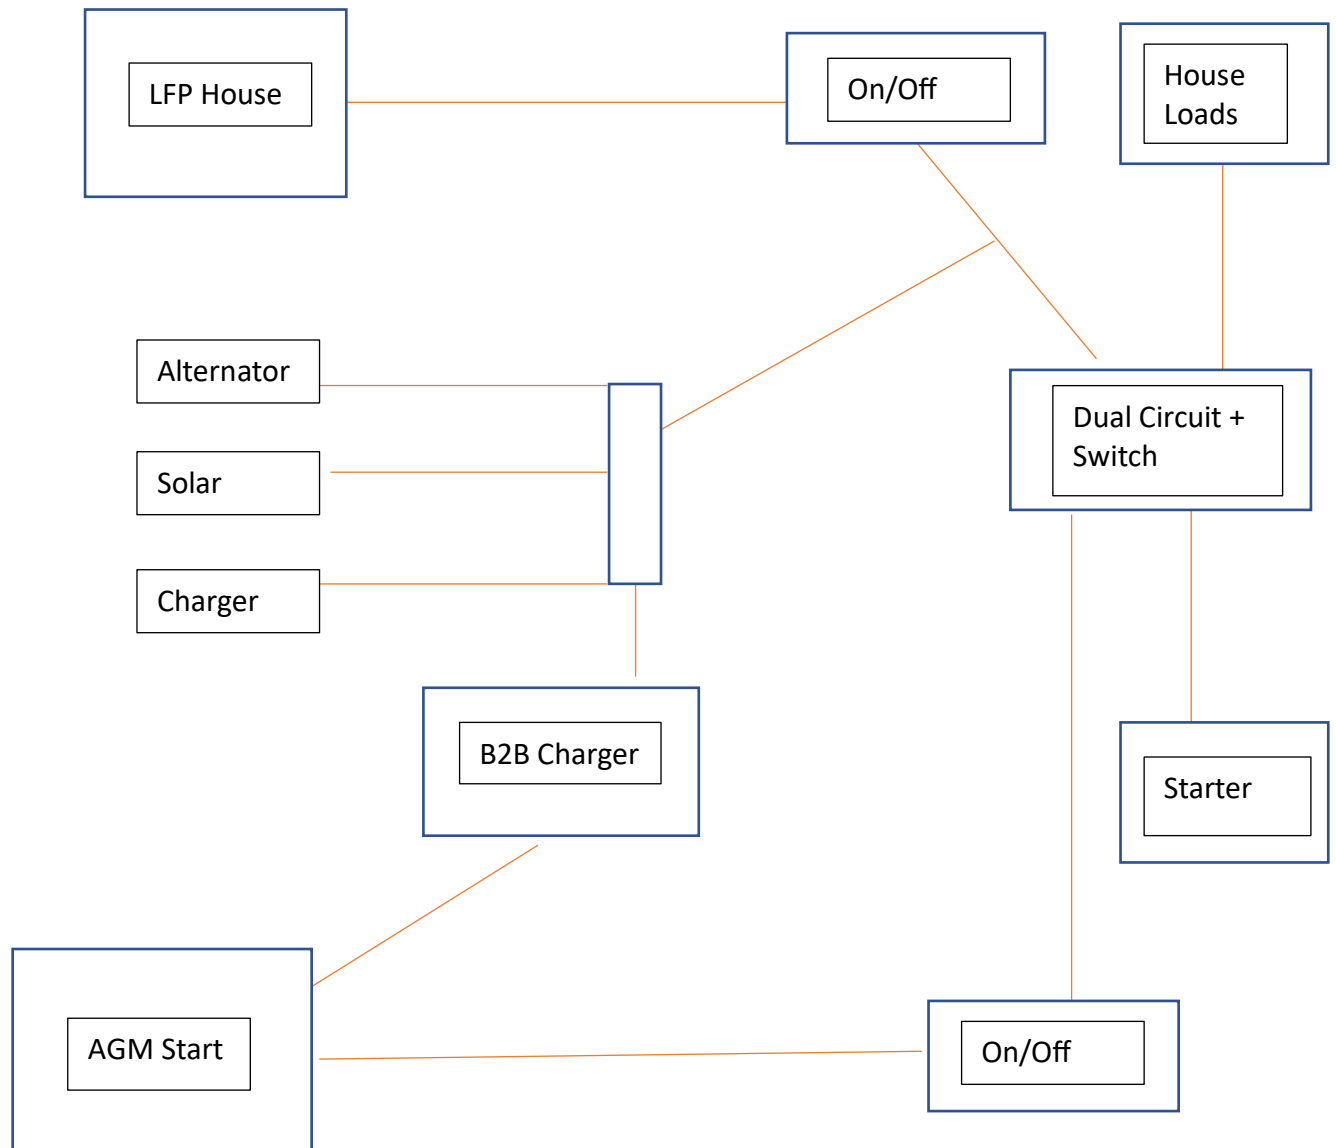 LFP House
On/Off
House
Loads
Alternator
Solar
Charger
Dual Circuit +
Switch
B2B Charger
Starter
AGM Start
On/Off